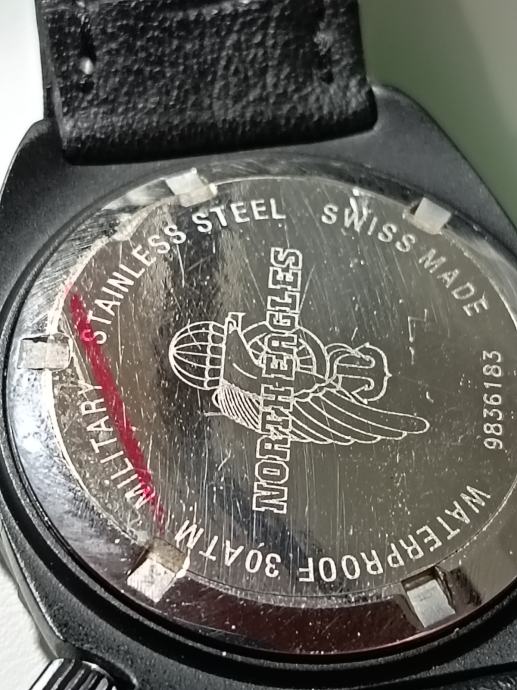 MILITARY STAINLESS STEEL SWISS MADE
9836183
WATERPROOF 30ATM
NORTH EAGLES